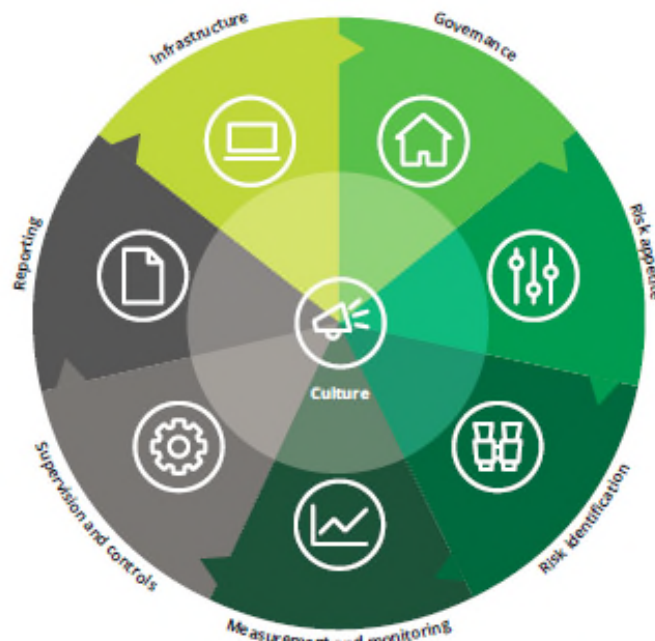 Infrastructure
Governance
Risk appetite
Risk identification
Measurement and monitoring
Supervision and controls
Reporting
Culture